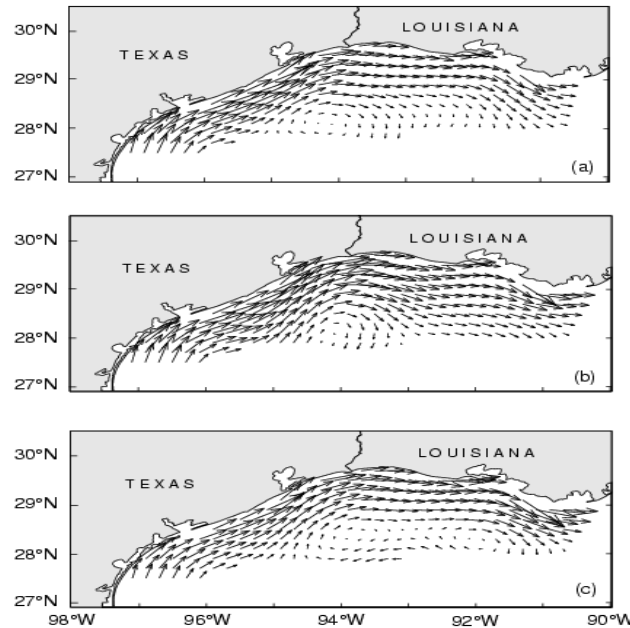 30°N
LOUISIANA
TEXAS
29°N
28°N
27°N
(a)
30°N
LOUISIANA
TEXAS
29°N
28°N
27°N
(b)
30°N
LOUISIANA
TEXAS
29°N
28°N
27°N
(c)
98°W 96°W 94°W 92°W 90°W